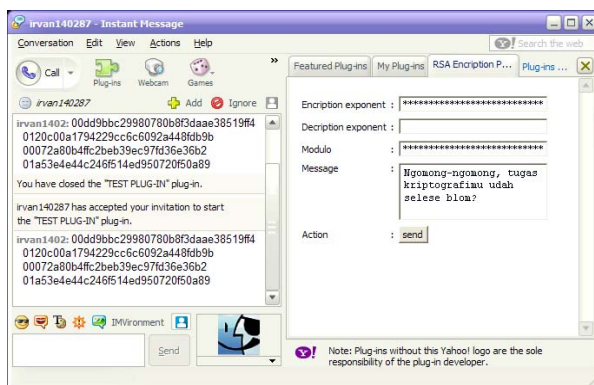 irvan140287 - Instant Message
Conversation Edit View Actions Help
Search the web
Call
Plug-ins
Webcam
Games
»
irvan140287
Add
Ignore
irvan1402: 00dd9bbc29980780b8f3daae38519ff4
0120c00a1794229cc6c6092a448fdb9b
00072a80b4ffc2beb39ec97fd36e36b2
01a53e4e44c246f514ed950720f50a89
You have closed the "TEST PLUG-IN" plug-in.
irvan140287 has accepted your invitation to start
the "TEST PLUG-IN" plug-in.
irvan1402: 00dd9bbc29980780b8f3daae38519ff4
0120c00a1794229cc6c6092a448fdb9b
00072a80b4ffc2beb39ec97fd36e36b2
01a53e4e44c246f514ed950720f50a89
IMVironment
Send
Featured Plug-ins
My Plug-ins
RSA Encription P...
Plug-ins ...
Encription exponent : ****************************
Decription exponent :
Modulo : ****************************
Message : Ngomong-ngomong, tugas
kriptografimu udah
selese blom?
Action : send
Y! Note: Plug-ins without this Yahoo! logo are the sole
responsibility of the plug-in developer.